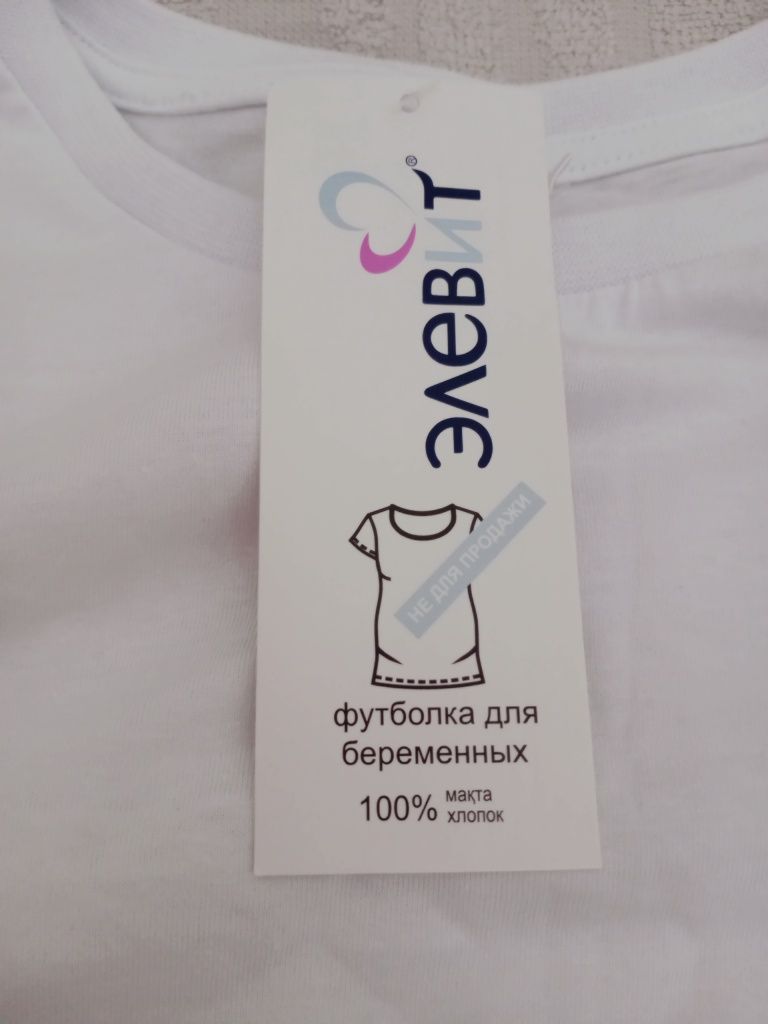 элевит®
НЕ ДЛЯ ПРОДАЖИ
футболка для
беременных
100% мақта
хлопок